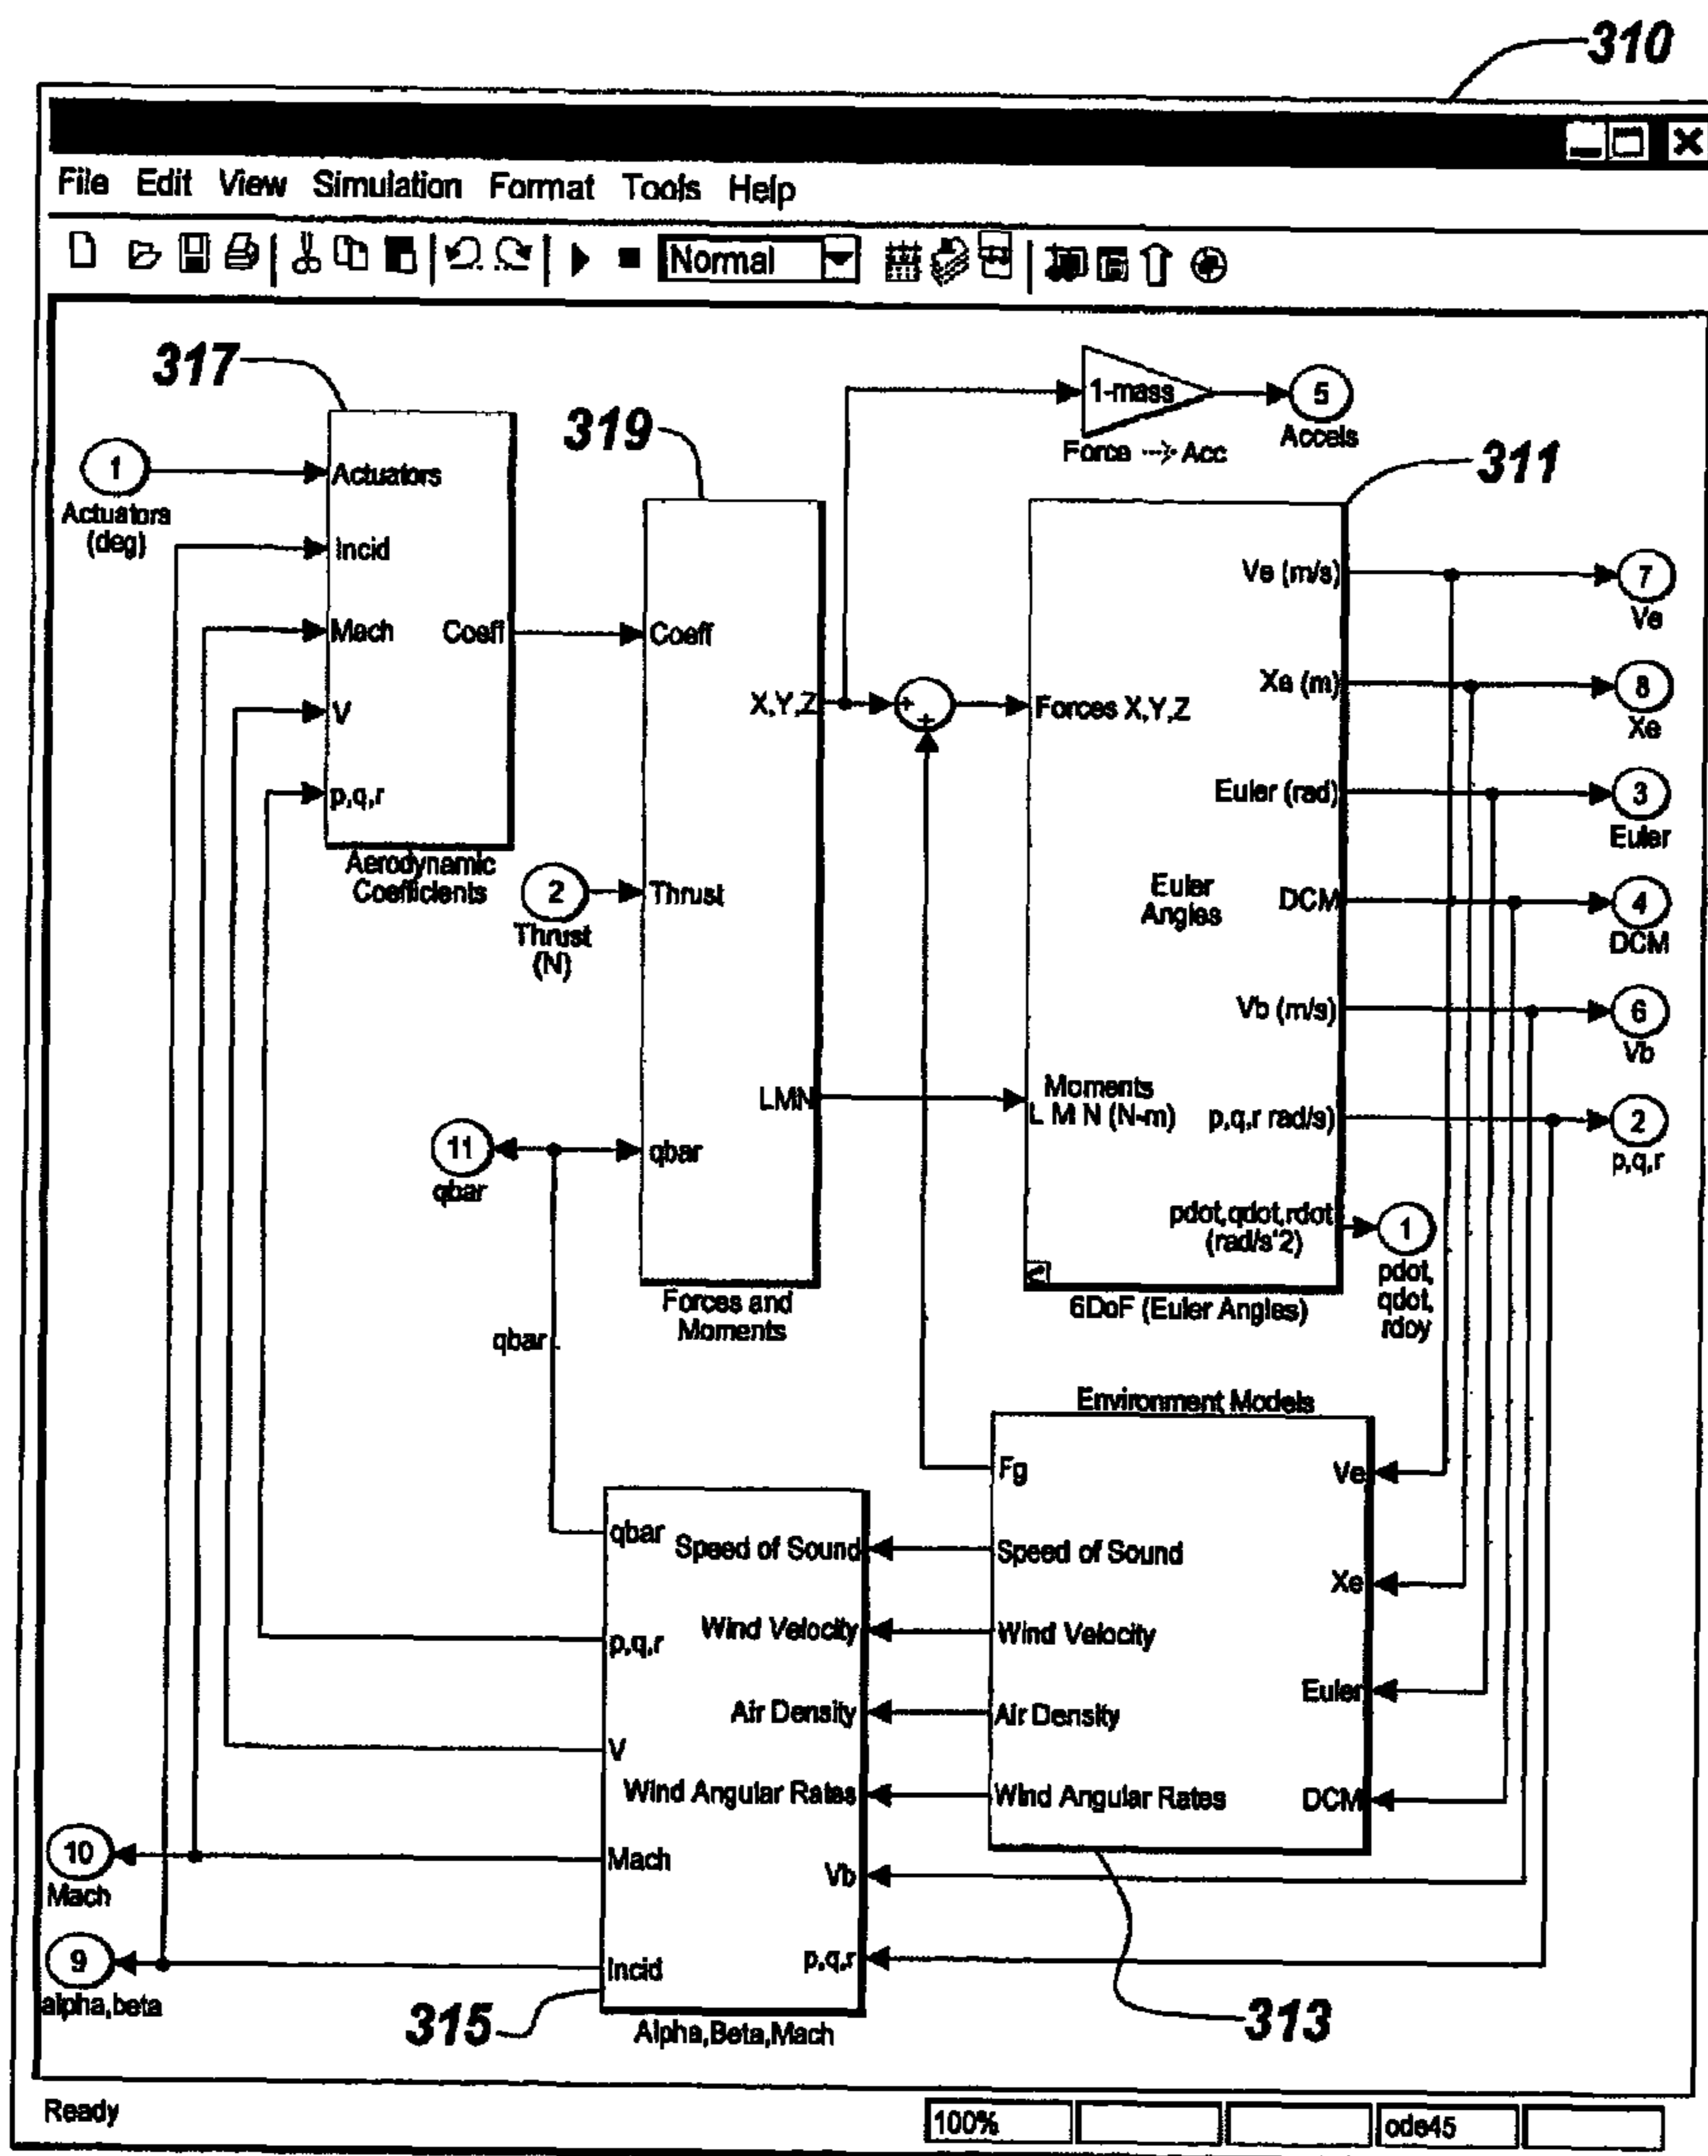 310
File Edit View Simulation Format Tools Help
Normal
317
1-mass
5
Accels
Force --> Acc
319
311
1
Actuators
(deg)
Actuators
Incid
Mach
Coeff
V
p,q,r
Aerodynamic
Coefficients
2
Thrust
(N)
Coeff
X,Y,Z
Thrust
LMN
qbar
Forces and
Moments
11
qbar
qbar
+
+
Forces X,Y,Z
Euler
Angles
Moments
L M N (N-m)
Ve (m/s)
Xe (m)
Euler (rad)
DCM
Vb (m/s)
p,q,r rad/s)
pdot,qdot,rdot
(rad/s'2)
6DoF (Euler Angles)
7
Ve
8
Xe
3
Euler
4
DCM
6
Vb
2
p,q,r
1
pdot,
qdot,
rdoy
Environment Models
Fg
Speed of Sound
Wind Velocity
Air Density
Wind Angular Rates
Ve
Xe
Euler
DCM
313
qbar
p,q,r
V
Mach
Incid
Speed of Sound
Wind Velocity
Air Density
Wind Angular Rates
Vb
p,q,r
Alpha,Beta,Mach
315
10
Mach
9
alpha,beta
Ready
100%
ode45